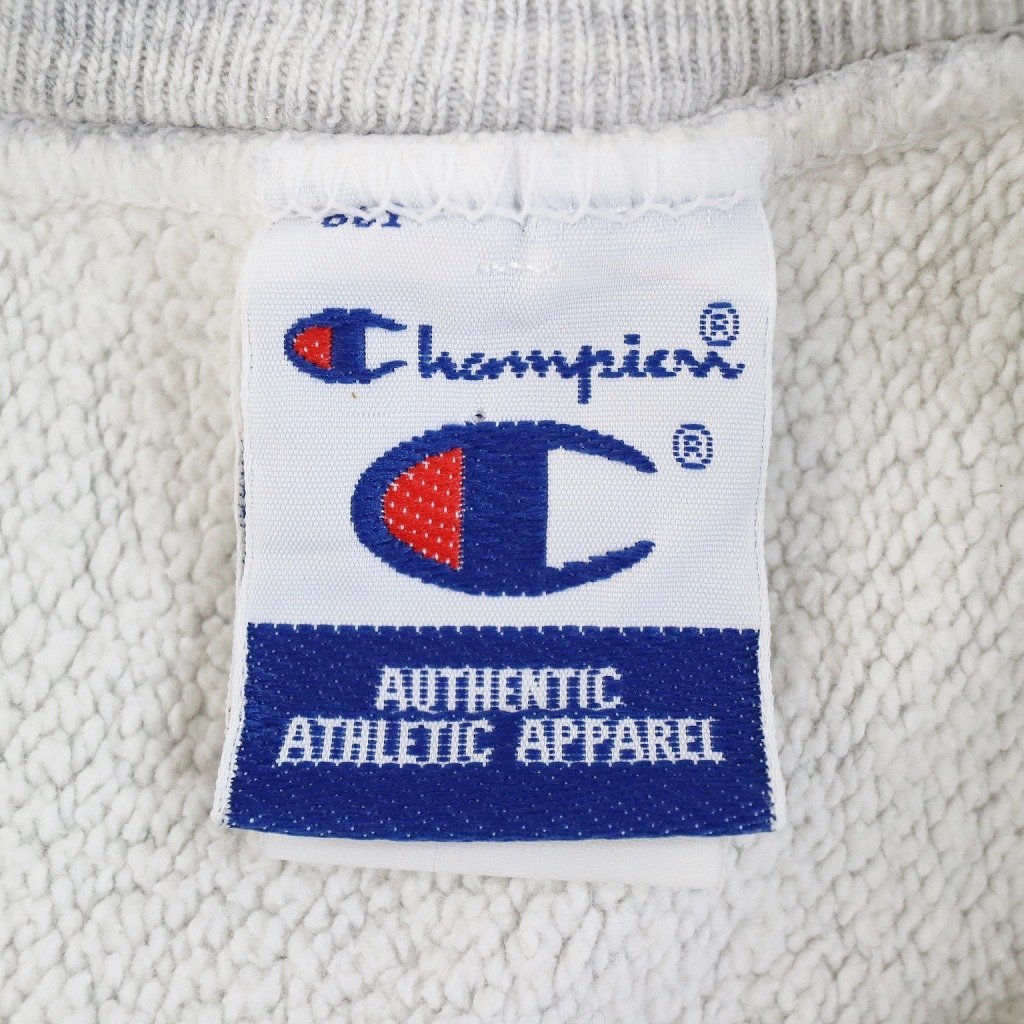 Champion®
®
AUTHENTIC
ATHLETIC APPAREL